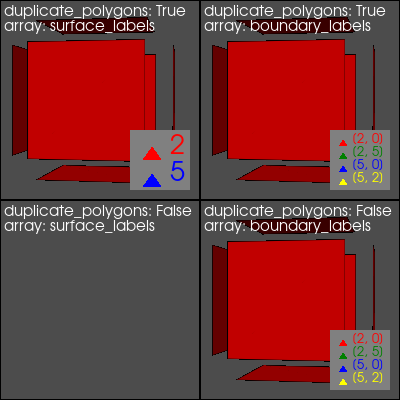 duplicate_polygons: True
array: surface_labels
2
5
duplicate_polygons: True
array: boundary_labels
(2, 0)
(2, 5)
(5, 0)
(5, 2)
duplicate_polygons: False
array: surface_labels
duplicate_polygons: False
array: boundary_labels
(2, 0)
(2, 5)
(5, 0)
(5, 2)